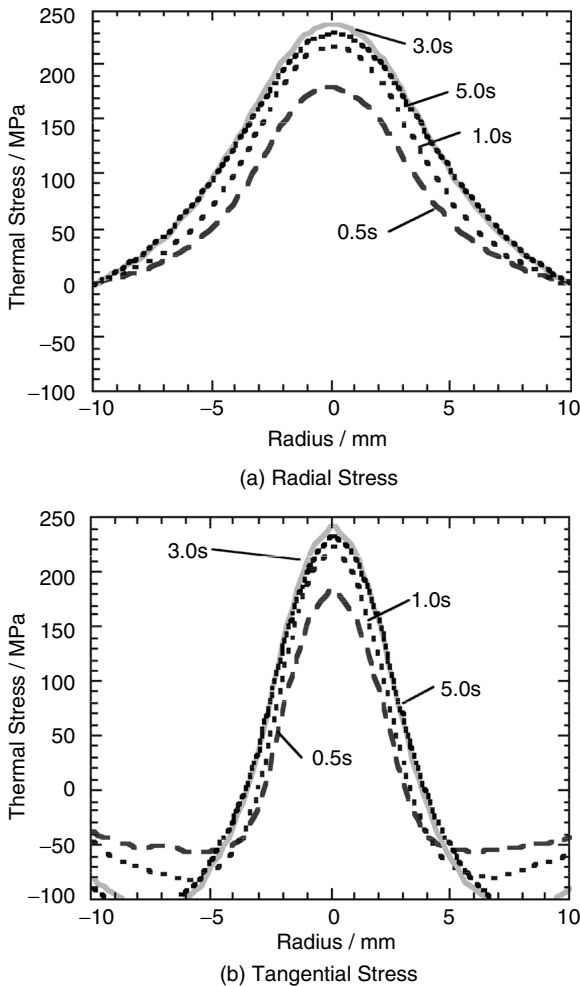 250
200
150
100
50
0
−50
−100
Thermal Stress / MPa
3.0s
5.0s
1.0s
0.5s
−10 −5 0 5 10
Radius / mm
(a) Radial Stress
250
200
150
100
50
0
−50
−100
Thermal Stress / MPa
3.0s
1.0s
5.0s
0.5s
−10 −5 0 5 10
Radius / mm
(b) Tangential Stress